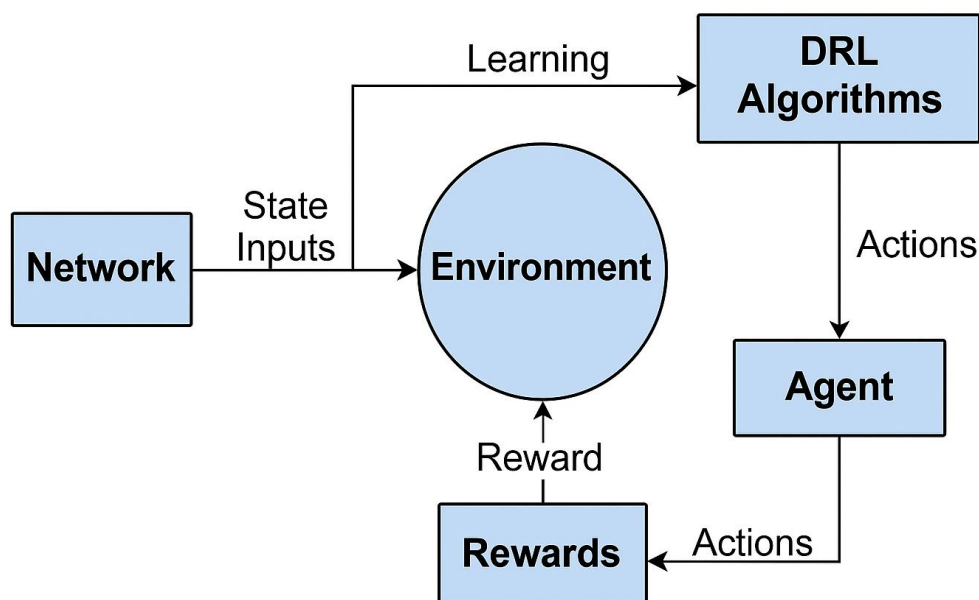 Learning
DRL
Algorithms
State
Inputs
Network
Environment
Actions
Agent
Reward
Rewards
Actions